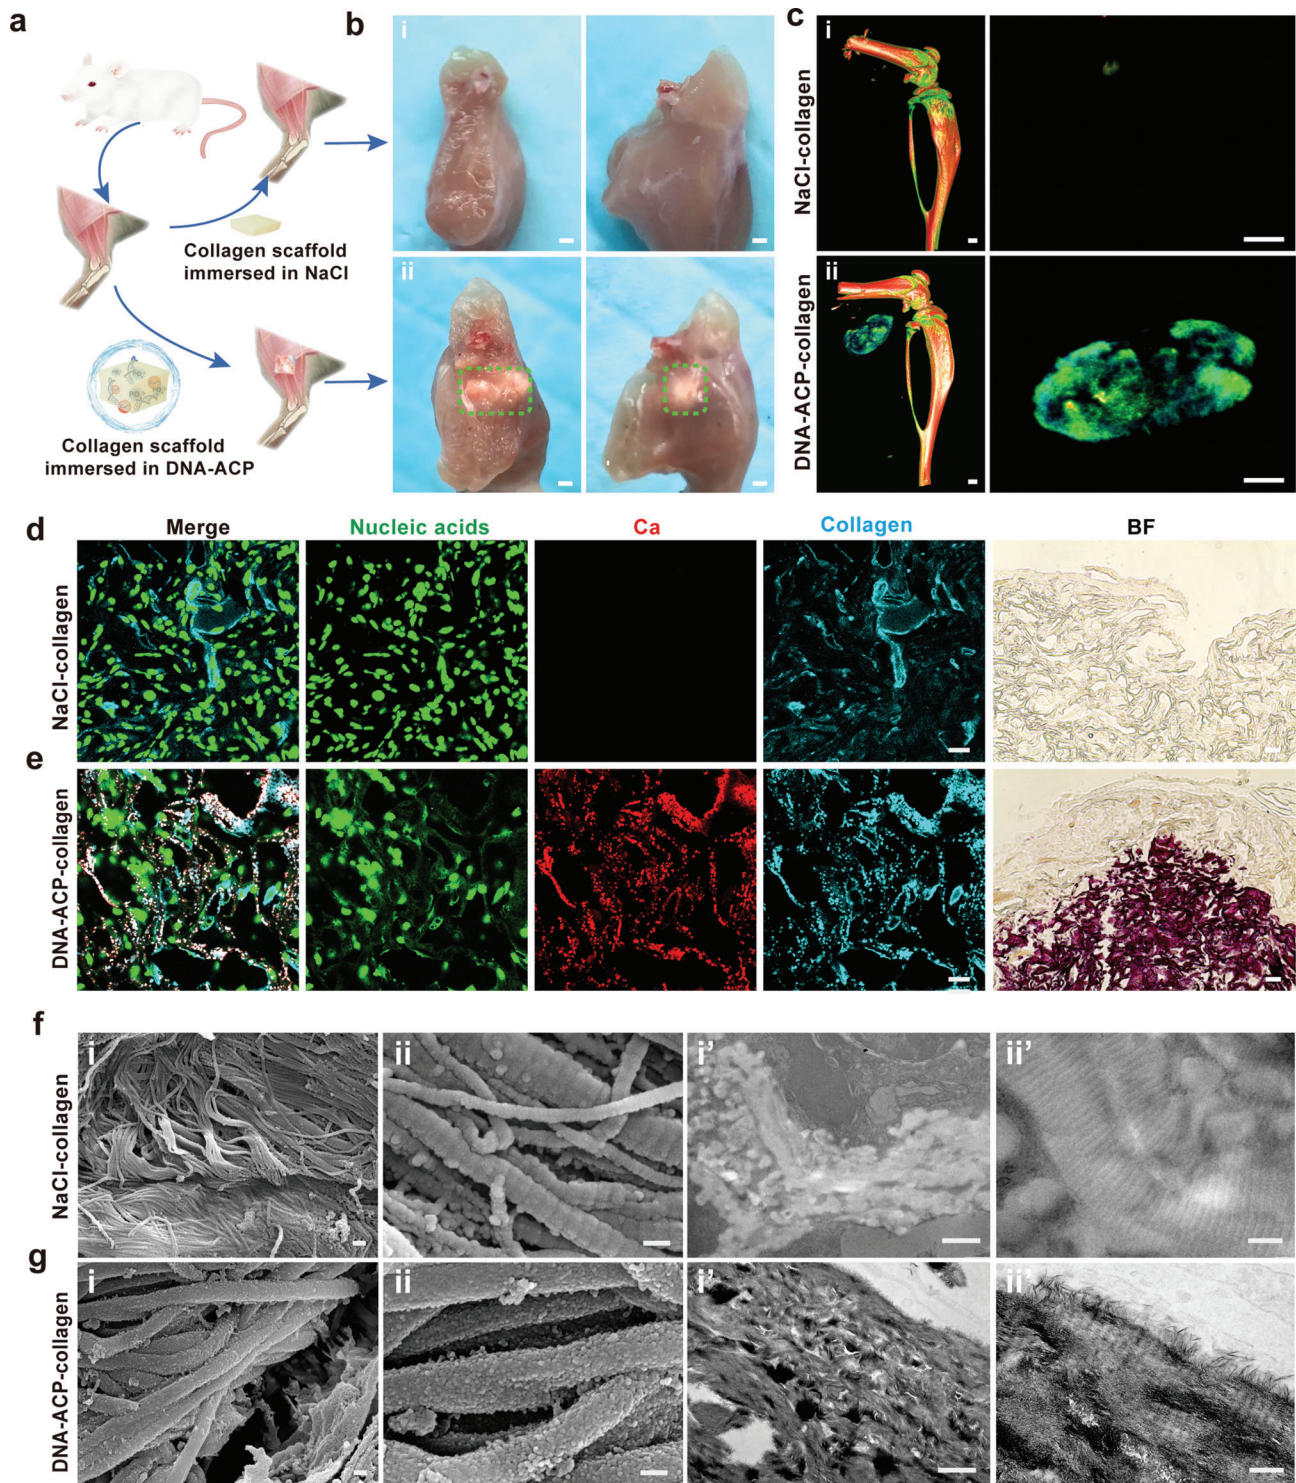 a
b
c
i
i
NaCl-collagen
Collagen scaffold
immersed in NaCl
ii
ii
DNA-ACP-collagen
Collagen scaffold
immersed in DNA-ACP
d
Merge
Nucleic acids
Ca
Collagen
BF
NaCl-collagen
e
DNA-ACP-collagen
f
NaCl-collagen
i
ii
i'
ii'
g
DNA-ACP-collagen
i
ii
i'
ii'